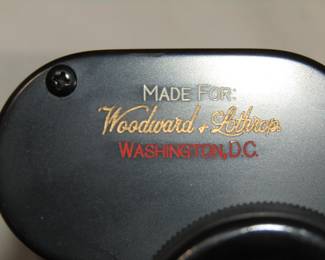 MADE FOR:
Woodward & Lothrop
WASHINGTON, D.C.